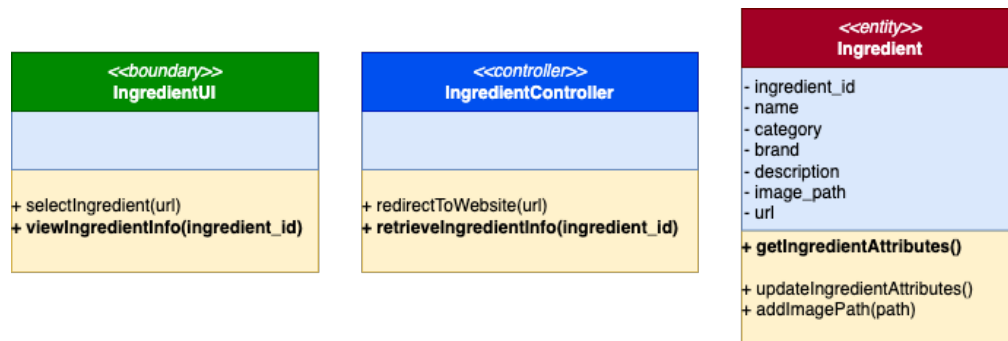 <<boundary>>
IngredientUI
+ selectIngredient(url)
+ viewIngredientInfo(ingredient_id)
<<controller>>
IngredientController
+ redirectToWebsite(url)
+ retrieveIngredientInfo(ingredient_id)
<<entity>>
Ingredient
- ingredient_id
- name
- category
- brand
- description
- image_path
- url
+ getIngredientAttributes()
+ updateIngredientAttributes()
+ addImagePath(path)